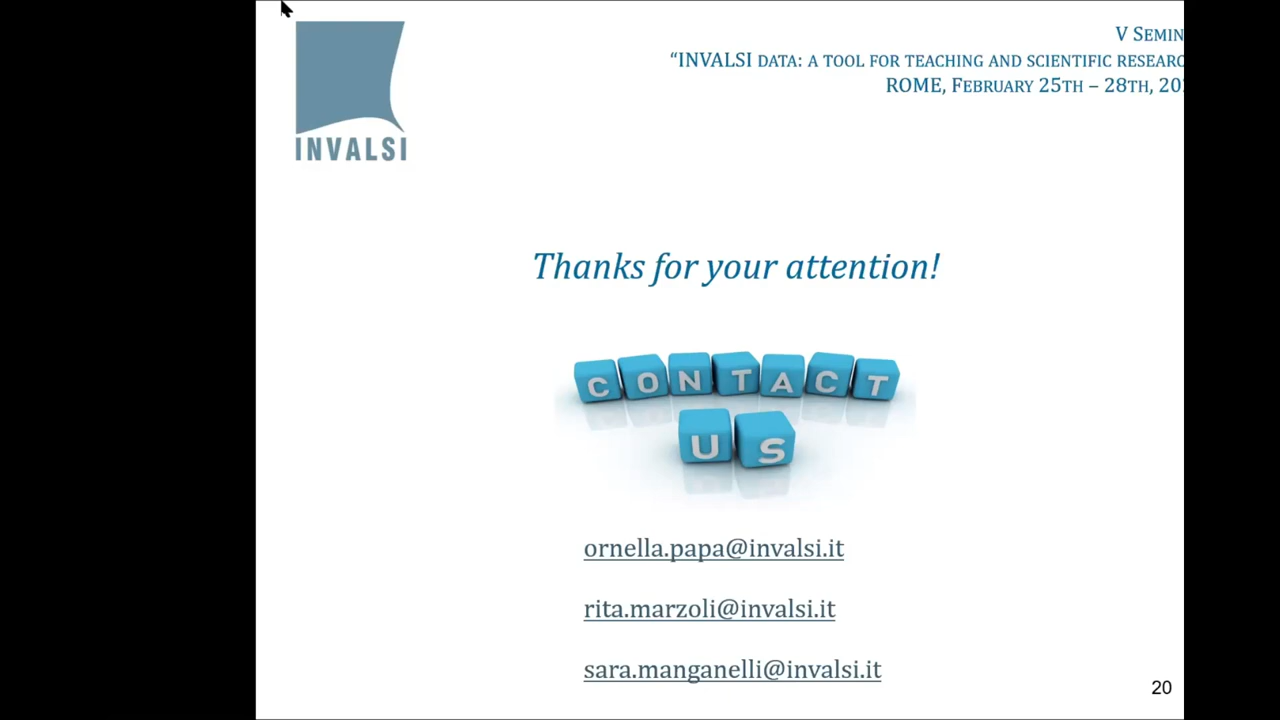 INVALSI
V SEMIN
“INVALSI DATA: A TOOL FOR TEACHING AND SCIENTIFIC RESEARC
ROME, FEBRUARY 25TH – 28TH, 20
Thanks for your attention!
CONTACT
US
ornella.papa@invalsi.it
rita.marzoli@invalsi.it
sara.manganelli@invalsi.it
20